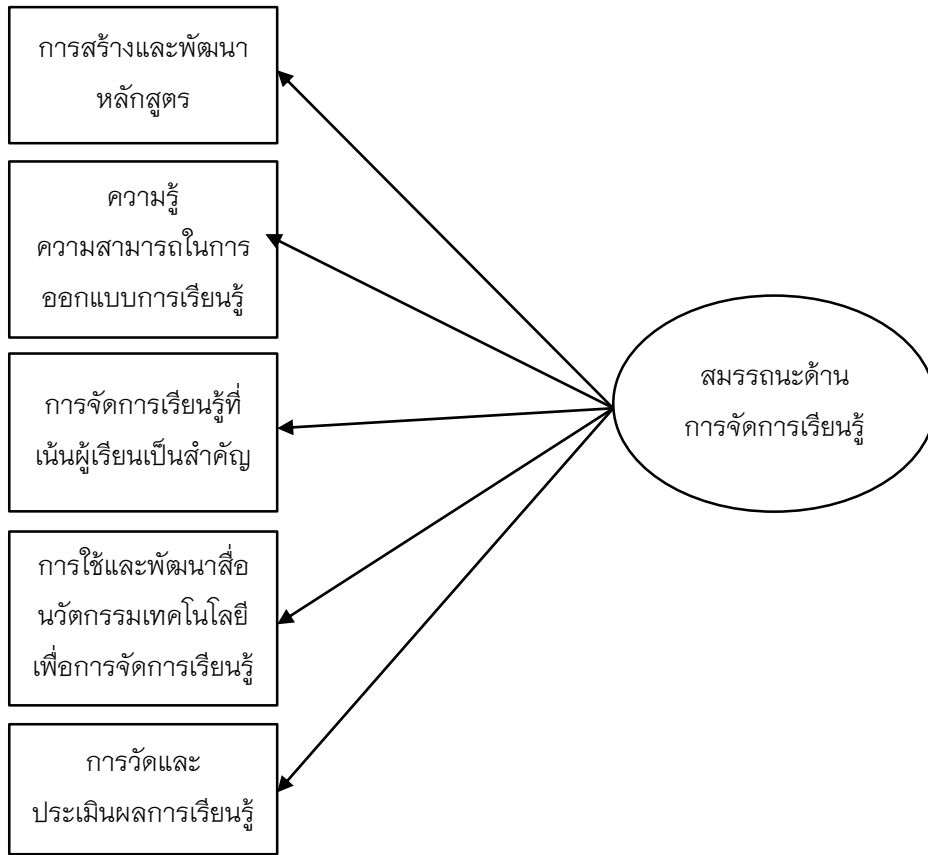 การสร้างและพัฒนา
หลักสูตร
ความรู้
ความสามารถในการ
ออกแบบการเรียนรู้
การจัดการเรียนรู้ที่
เน้นผู้เรียนเป็นสำคัญ
การใช้และพัฒนาสื่อ
นวัตกรรมเทคโนโลยี
เพื่อการจัดการเรียนรู้
การวัดและ
ประเมินผลการเรียนรู้
สมรรถนะด้าน
การจัดการเรียนรู้